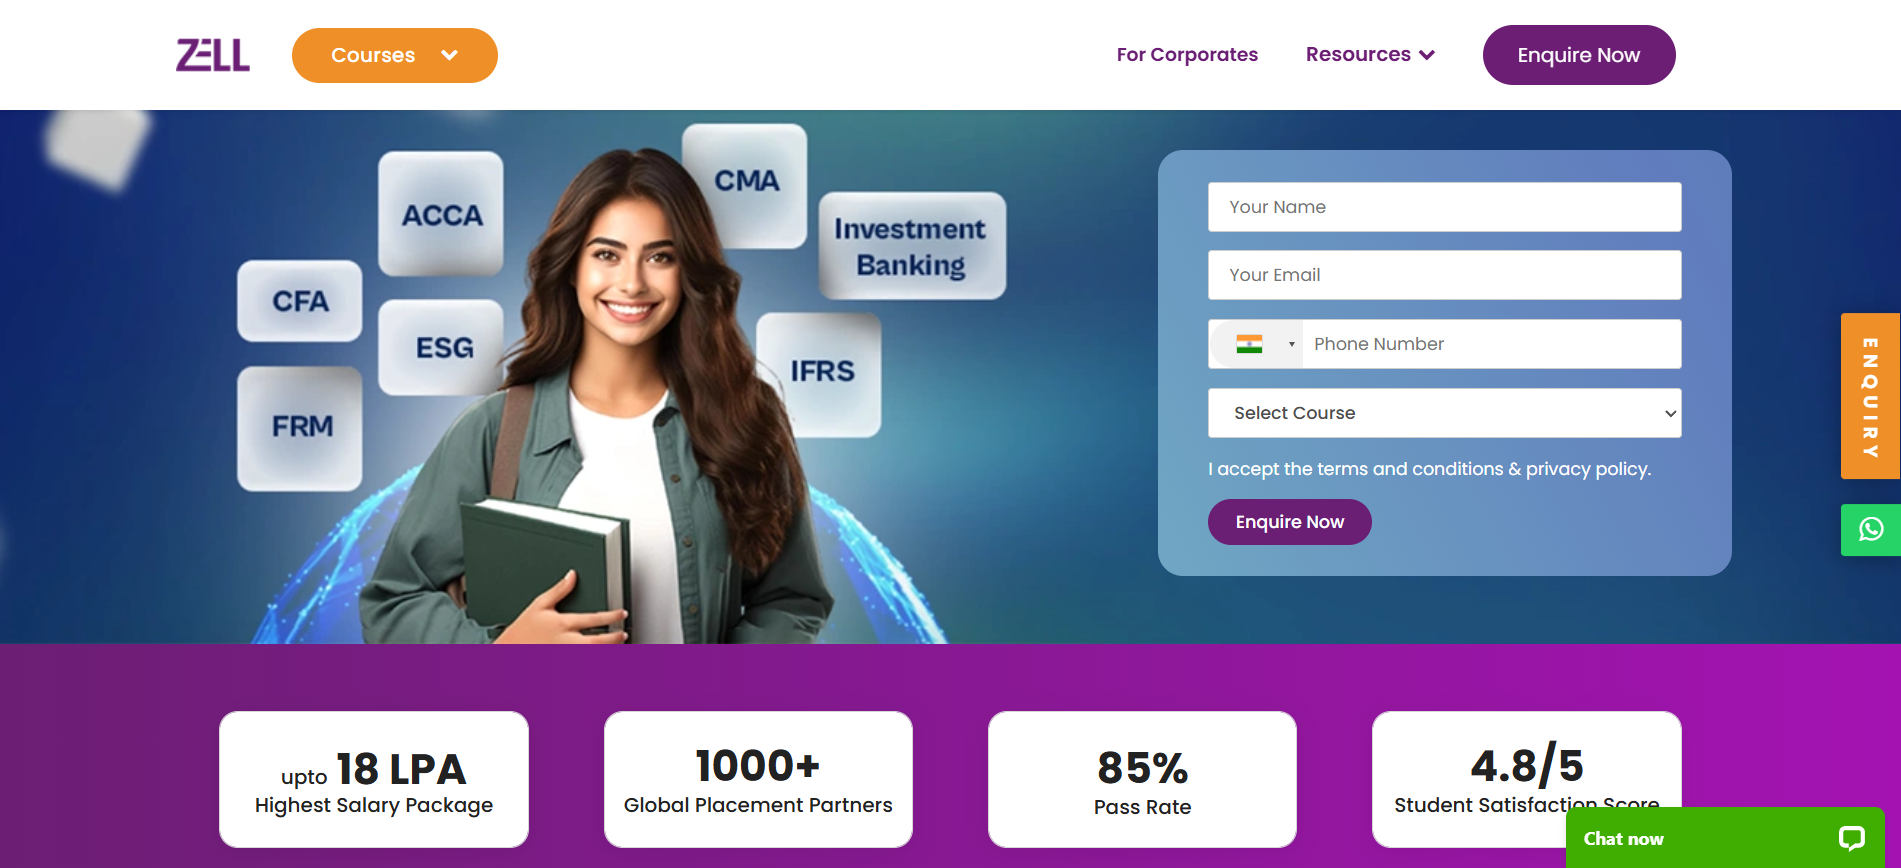 ZELL
Courses
For Corporates
Resources
Enquire Now
CMA
ACCA
Investment
Banking
CFA
ESG
IFRS
FRM
Your Name
Your Email
Phone Number
Select Course
I accept the terms and conditions & privacy policy.
Enquire Now
ENQUIRY
upto 18 LPA
Highest Salary Package
1000+
Global Placement Partners
85%
Pass Rate
4.8/5
Student Satisfaction Score
Chat now